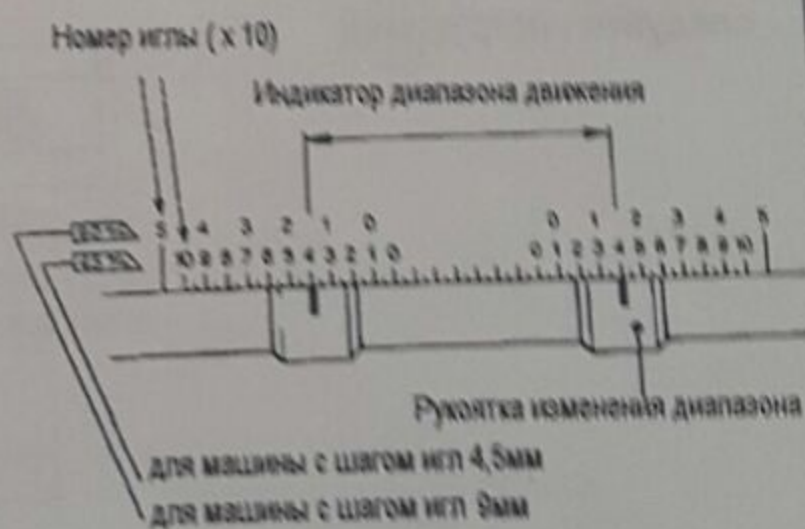 Номер иглы ( x 10)
Индикатор диапазона движения
5 4 3 2 1 0 0 1 2 3 4 5
10 9 8 7 6 5 4 3 2 1 0 0 1 2 3 4 5 6 7 8 9 10
Рукоятка изменения диапазона
для машины с шагом игл 4,5мм
для машины с шагом игл 9мм